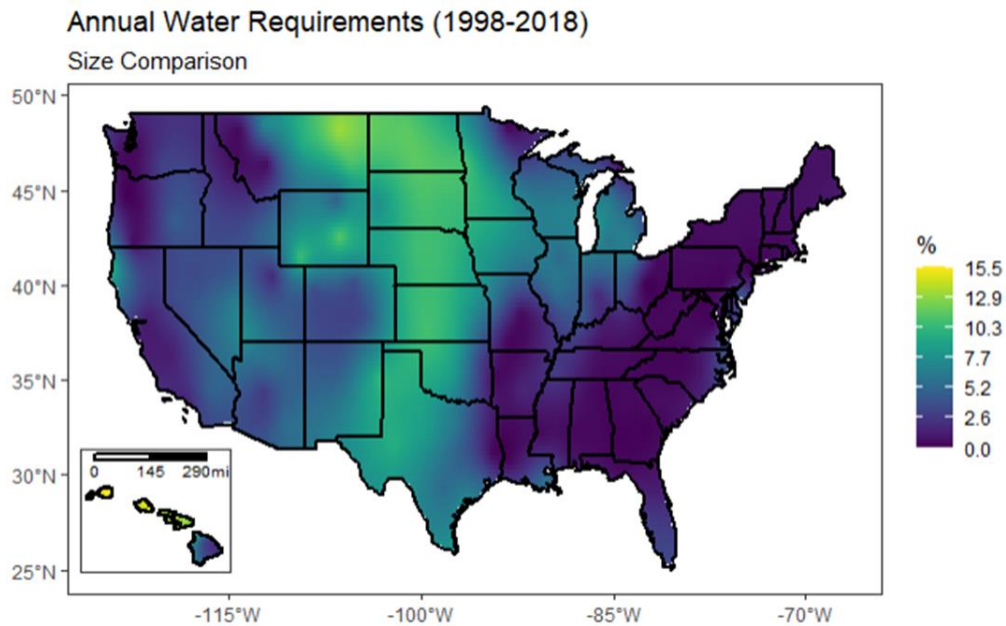 Annual Water Requirements (1998-2018)
Size Comparison
50°N
45°N
40°N
35°N
30°N
25°N
%
15.5
12.9
10.3
7.7
5.2
2.6
0.0
0 145 290mi
-115°W -100°W -85°W -70°W